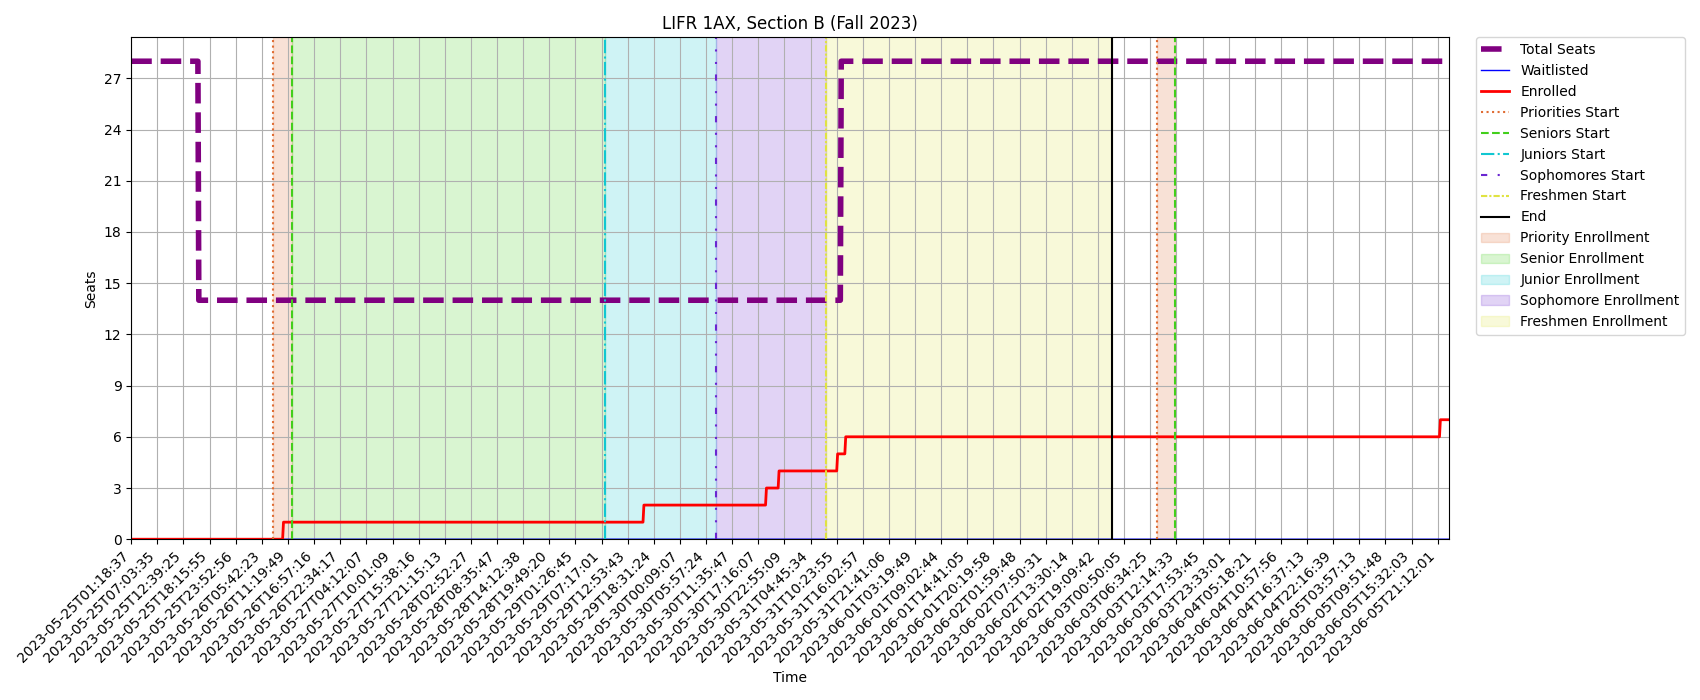 LIFR 1AX, Section B (Fall 2023)
Total Seats
Waitlisted
Enrolled
Priorities Start
Seniors Start
Juniors Start
Sophomores Start
Freshmen Start
End
Priority Enrollment
Senior Enrollment
Junior Enrollment
Sophomore Enrollment
Freshmen Enrollment
Seats
27
24
21
18
15
12
9
6
3
0
2023-05-25T01:18:37
2023-05-25T07:03:35
2023-05-25T12:39:25
2023-05-25T18:15:55
2023-05-25T23:52:56
2023-05-26T05:42:23
2023-05-26T11:19:49
2023-05-26T16:57:16
2023-05-26T22:34:17
2023-05-27T04:12:07
2023-05-27T10:01:09
2023-05-27T15:38:16
2023-05-27T21:15:13
2023-05-28T02:52:27
2023-05-28T08:35:47
2023-05-28T14:12:38
2023-05-28T19:49:20
2023-05-29T01:26:45
2023-05-29T07:17:01
2023-05-29T12:53:43
2023-05-29T18:31:24
2023-05-30T00:09:07
2023-05-30T05:57:24
2023-05-30T11:35:47
2023-05-30T17:16:07
2023-05-30T22:55:09
2023-05-31T04:45:34
2023-05-31T10:23:55
2023-05-31T16:02:57
2023-05-31T21:41:06
2023-06-01T03:19:49
2023-06-01T09:02:44
2023-06-01T14:41:05
2023-06-01T20:19:58
2023-06-02T01:59:48
2023-06-02T07:50:31
2023-06-02T13:30:14
2023-06-02T19:09:42
2023-06-03T00:50:05
2023-06-03T06:34:25
2023-06-03T12:14:33
2023-06-03T17:53:45
2023-06-03T23:33:01
2023-06-04T05:18:21
2023-06-04T10:57:56
2023-06-04T16:37:13
2023-06-04T22:16:39
2023-06-05T03:57:13
2023-06-05T09:51:48
2023-06-05T15:32:03
2023-06-05T21:12:01
Time